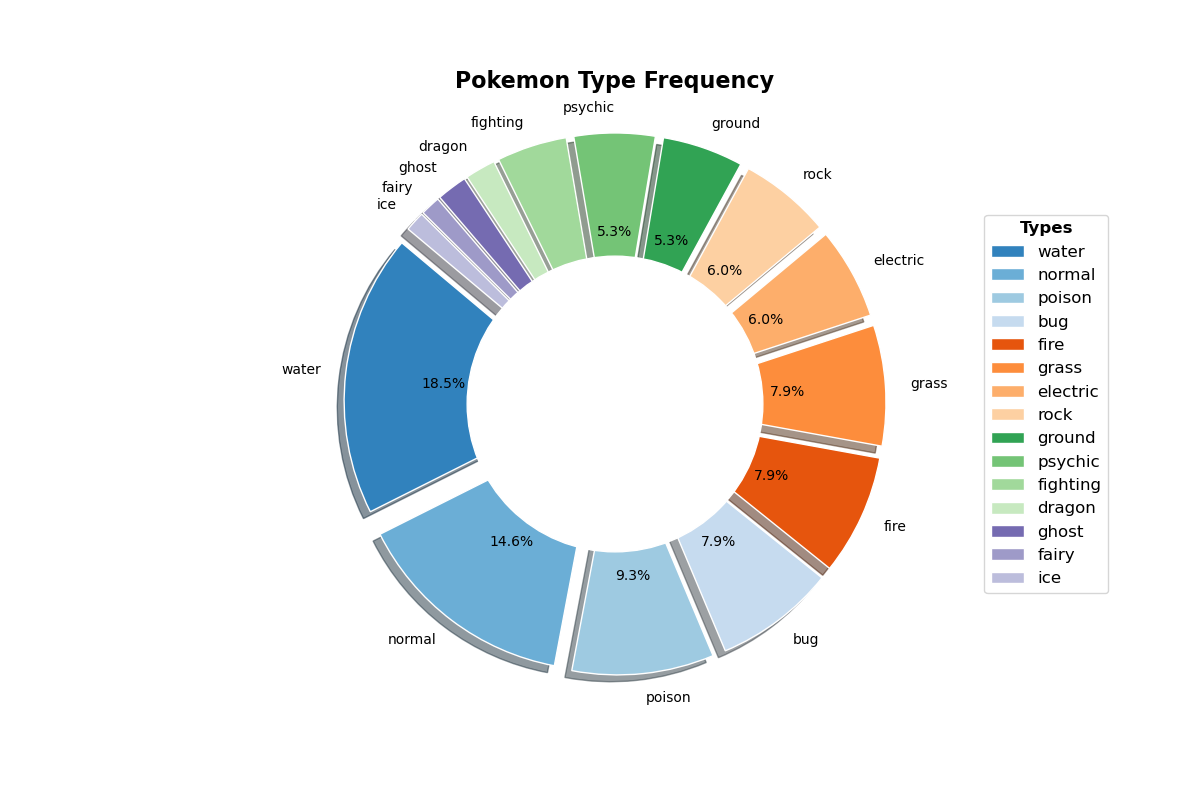 Pokemon Type Frequency
psychic
fighting
ground
dragon
ghost
rock
fairy
ice
electric
water
grass
fire
normal
bug
poison
5.3%
5.3%
6.0%
6.0%
18.5%
7.9%
7.9%
14.6%
7.9%
9.3%
Types
water
normal
poison
bug
fire
grass
electric
rock
ground
psychic
fighting
dragon
ghost
fairy
ice